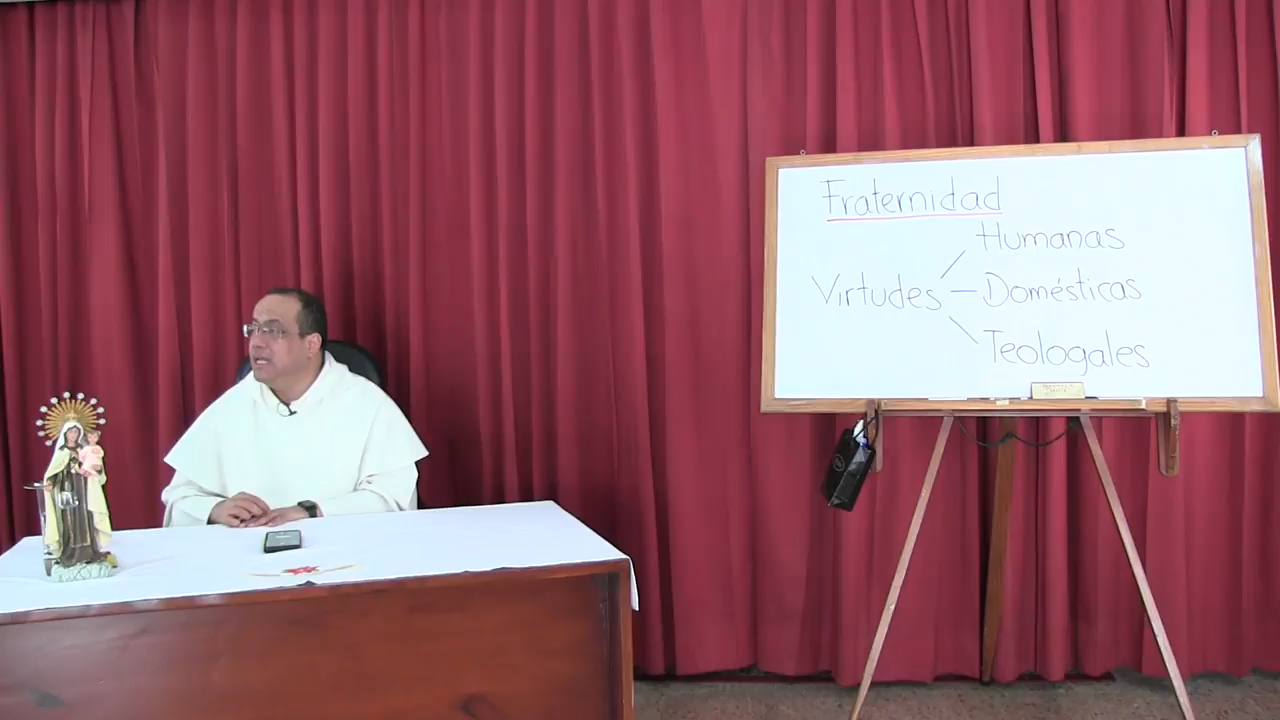 Fraternidad
Humanas
Virtudes — Domésticas
Teologales